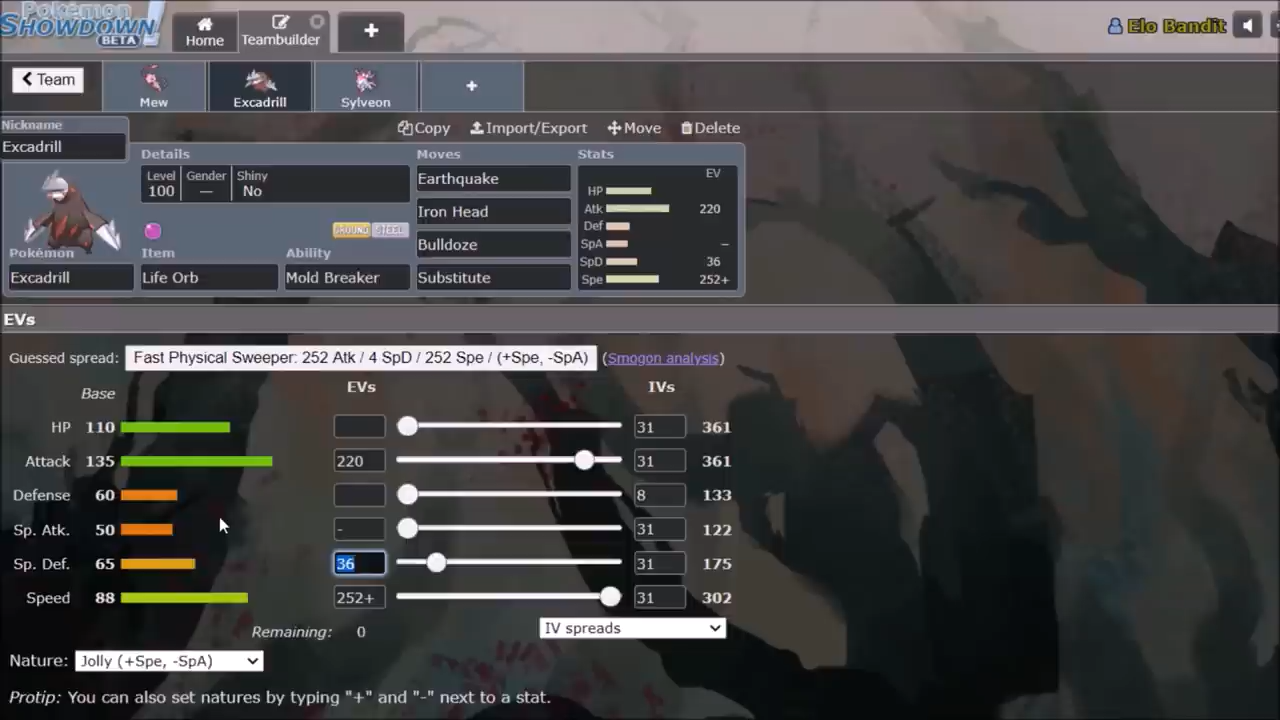 Pokémon
SHOWDOWN!
BETA
Home
Teambuilder
+
Elo Bandit
Team
Mew
Excadrill
Sylveon
+
Copy
Import/Export
Move
Delete
Nickname
Excadrill
Details
Level
100
Gender
—
Shiny
No
GROUND STEEL
Pokémon
Excadrill
Item
Life Orb
Ability
Mold Breaker
Moves
Earthquake
Iron Head
Bulldoze
Substitute
Stats
EV
HP
Atk 220
Def
SpA –
SpD 36
Spe 252+
EVs
Guessed spread: Fast Physical Sweeper: 252 Atk / 4 SpD / 252 Spe / (+Spe, -SpA) (Smogon analysis)
Base EVs IVs
HP 110 31 361
Attack 135 220 31 361
Defense 60 8 133
Sp. Atk. 50 - 31 122
Sp. Def. 65 36 31 175
Speed 88 252+ 31 302
Remaining: 0 IV spreads
Nature: Jolly (+Spe, -SpA)
Protip: You can also set natures by typing "+" and "-" next to a stat.